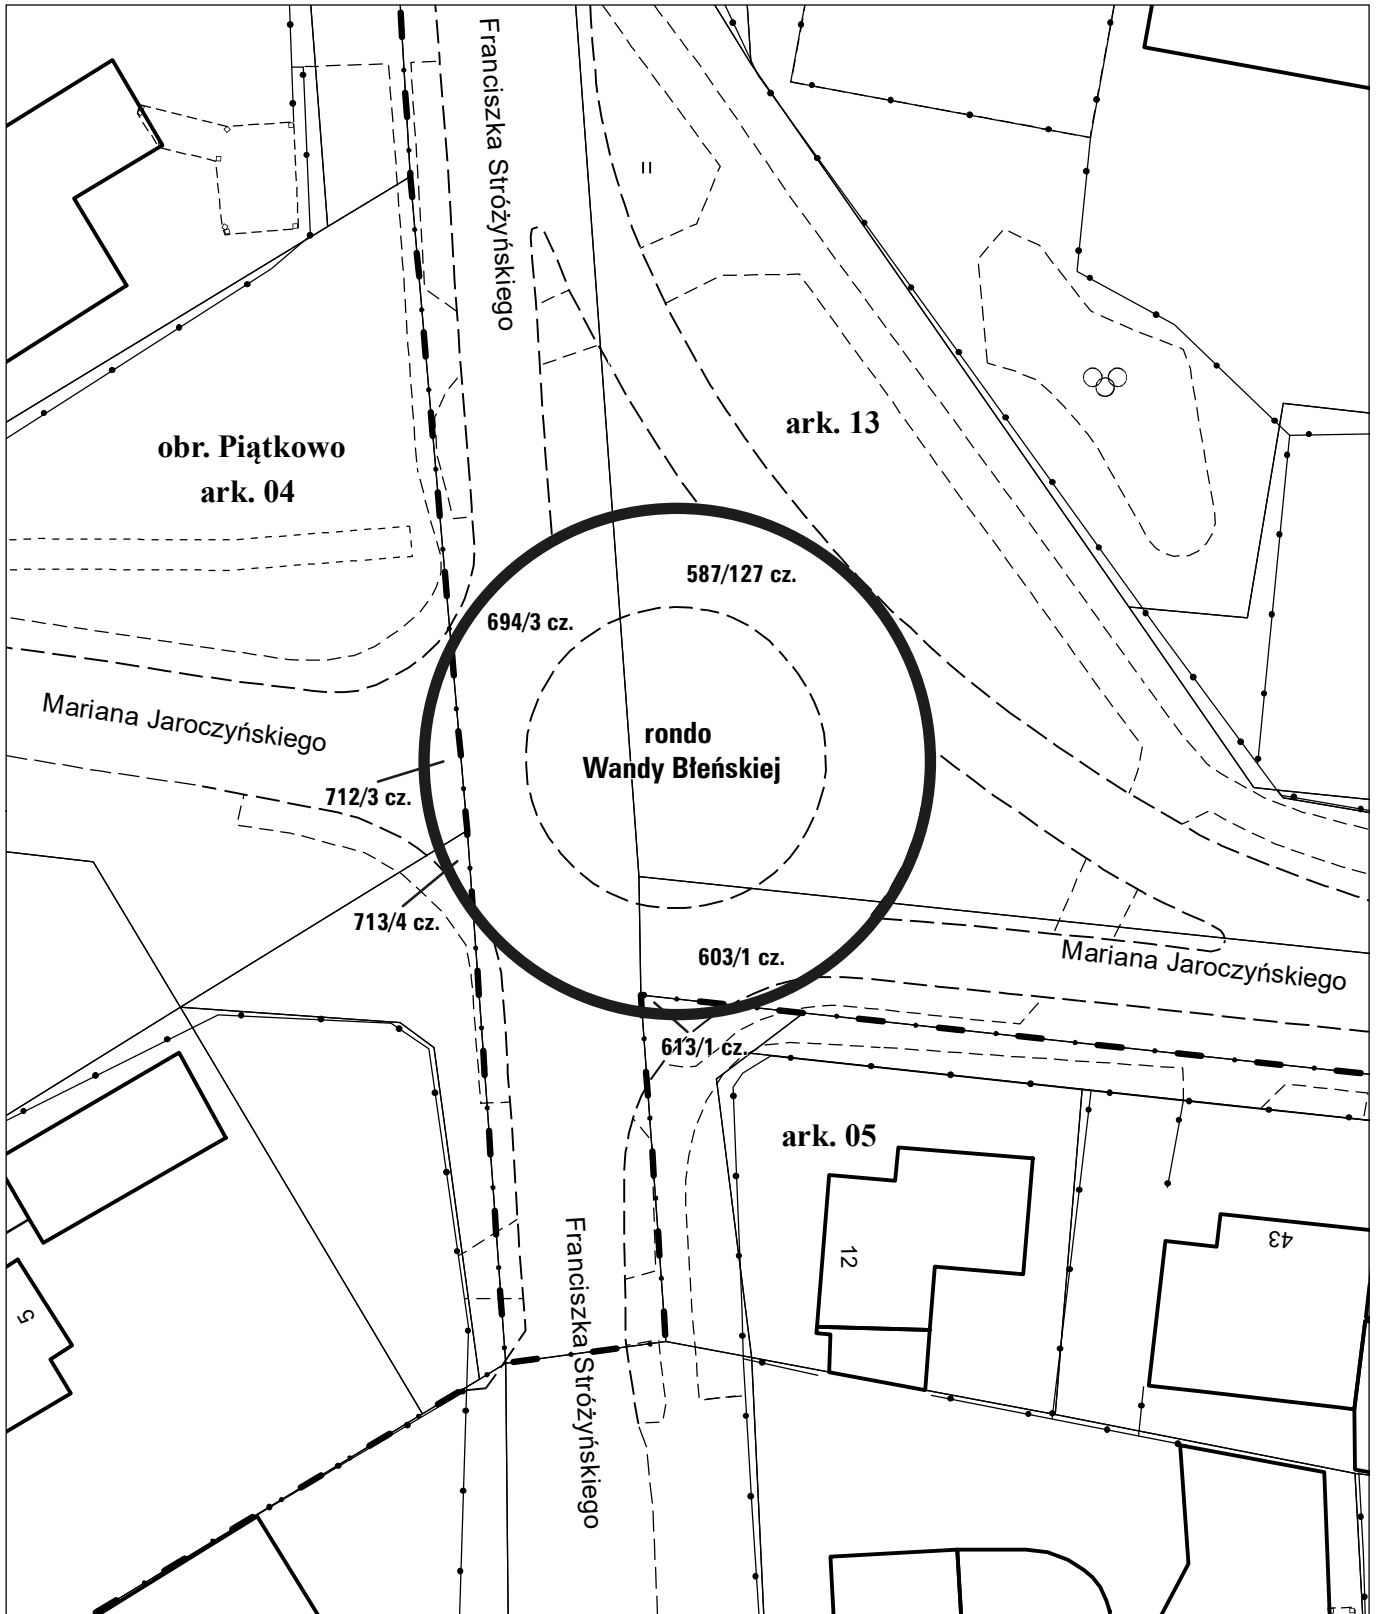 Franciszka Stróżyńskiego
ark. 13
obr. Piątkowo
ark. 04
587/127 cz.
694/3 cz.
Mariana Jaroczyńskiego
rondo
Wandy Błeńskiej
712/3 cz.
713/4 cz.
603/1 cz.
Mariana Jaroczyńskiego
613/1 cz.
ark. 05
12
43
5
Franciszka Stróżyńskiego